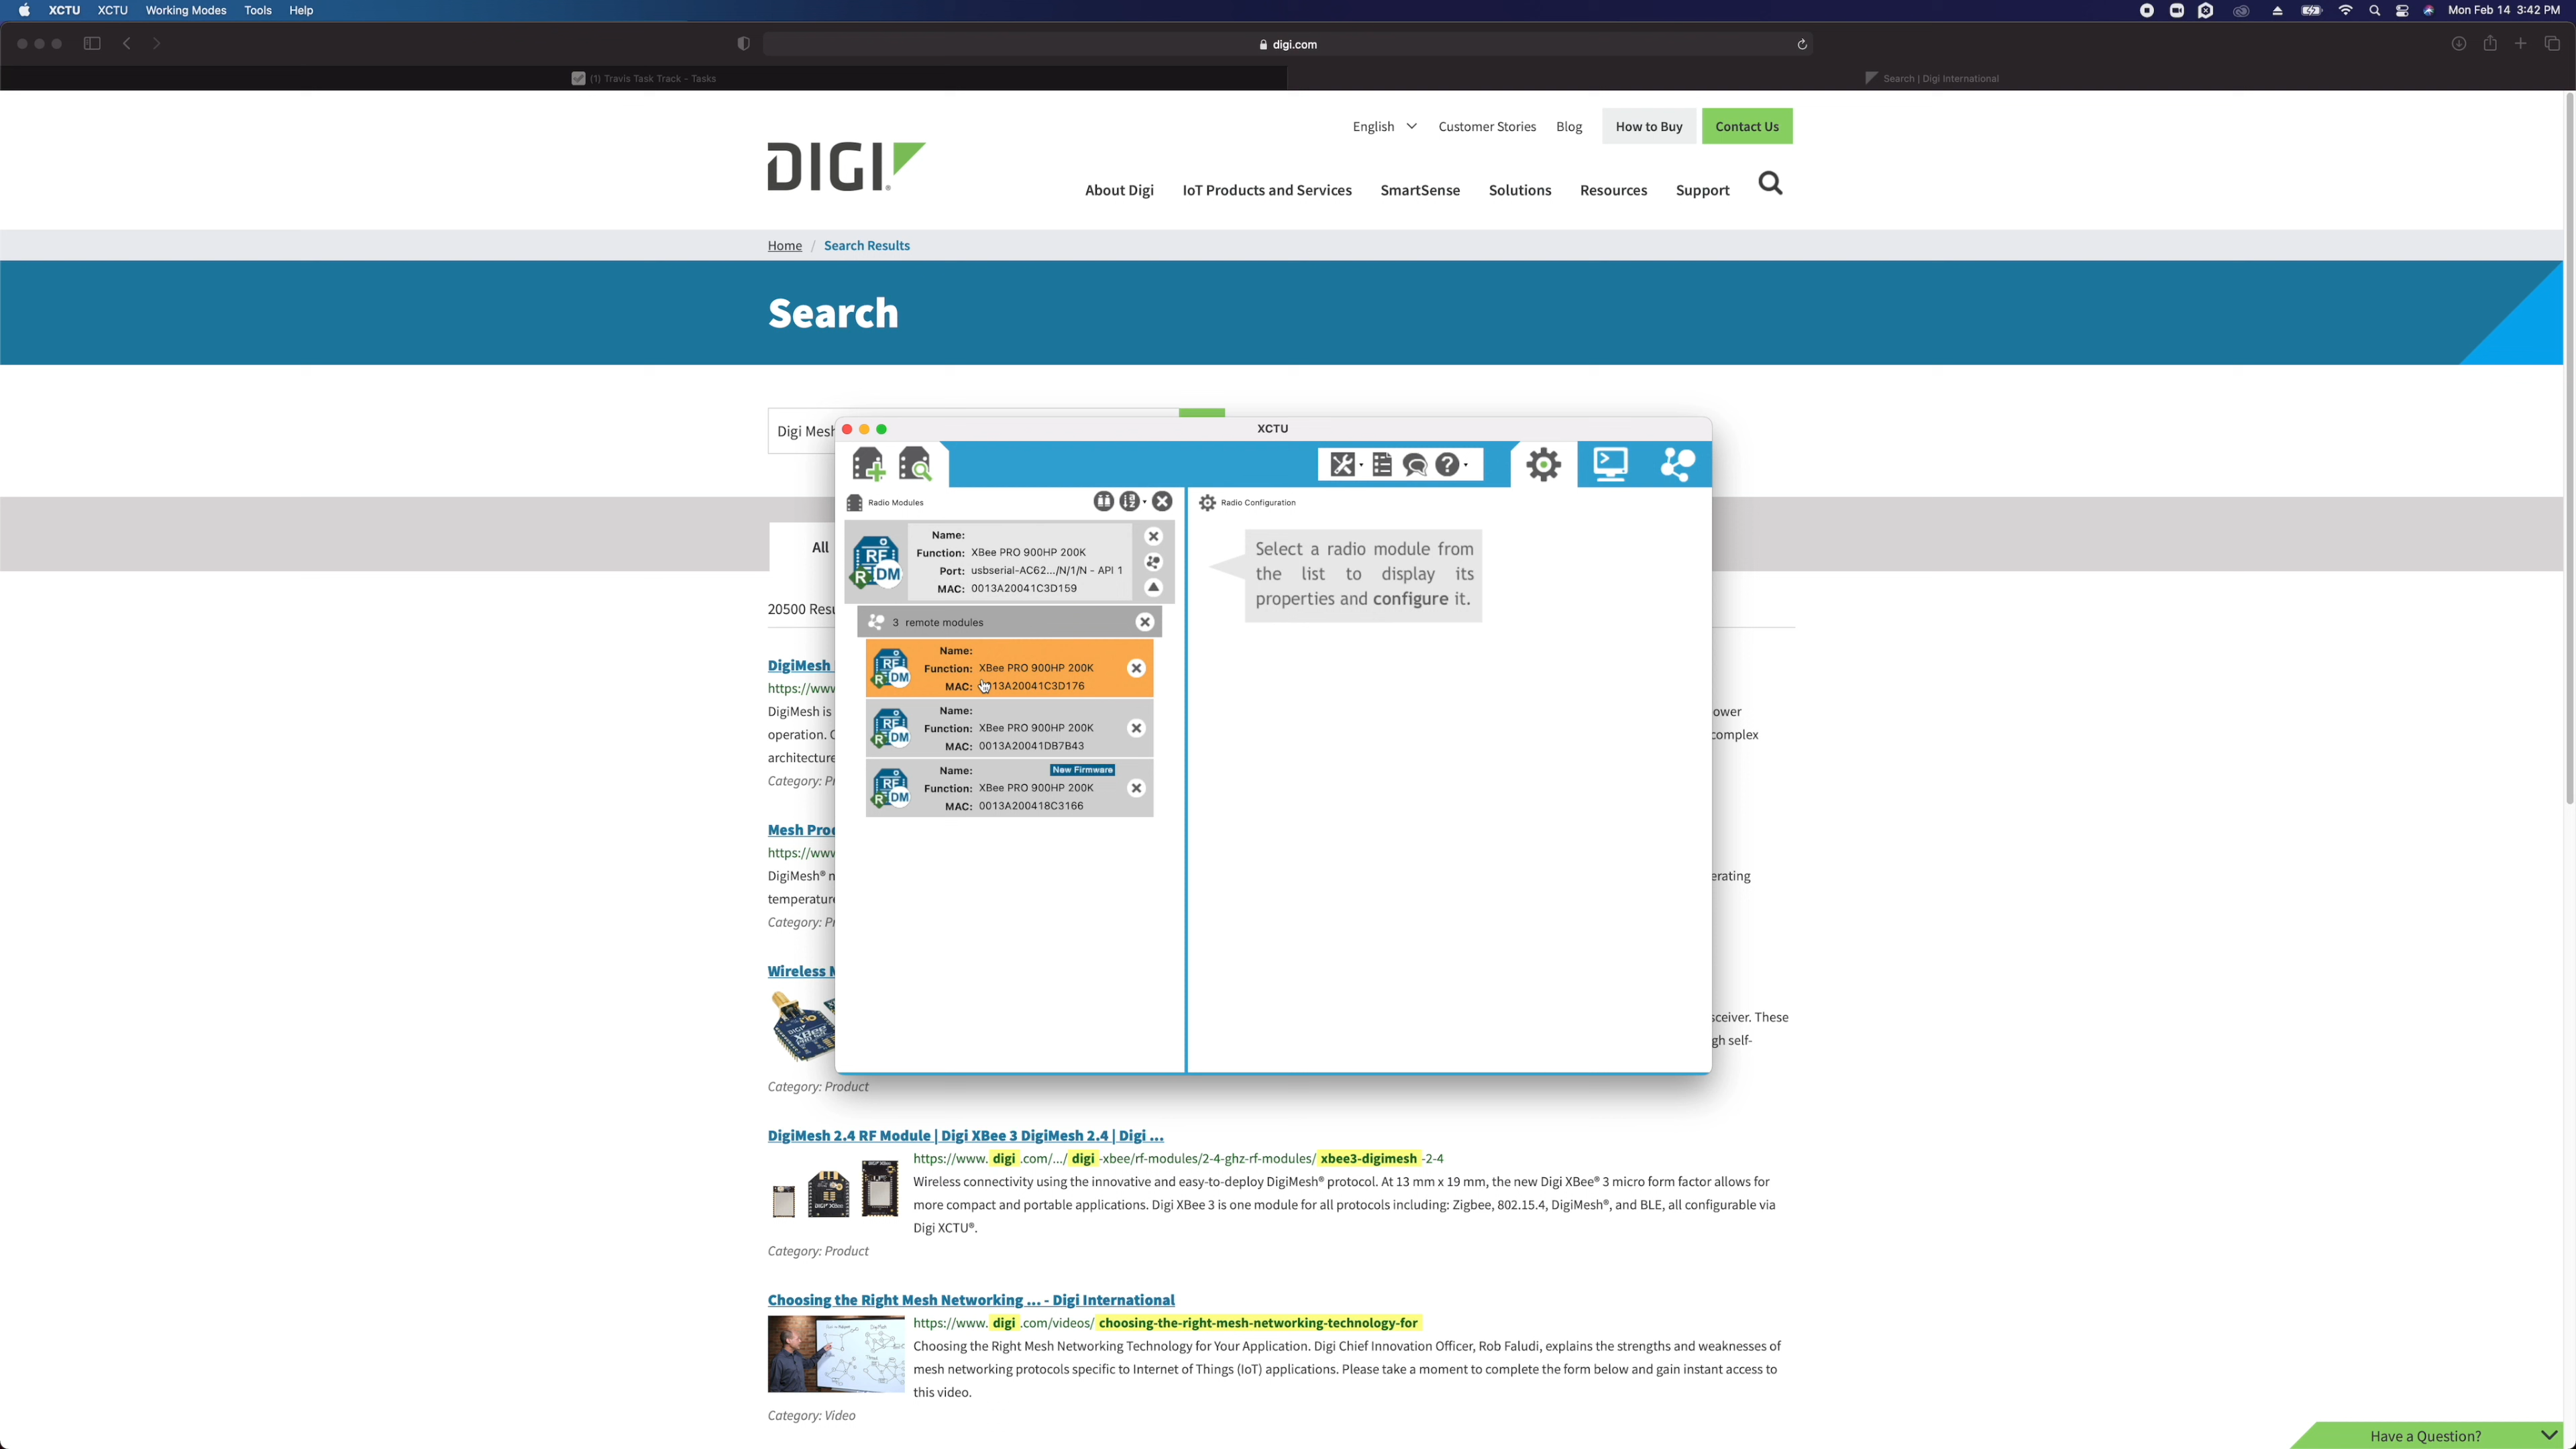 XCTU XCTU Working Modes Tools Help Mon Feb 14 3:42 PM
digi.com
(1) Travis Task Track - Tasks
Search | Digi International
English Customer Stories Blog How to Buy Contact Us
DIGI
About Digi IoT Products and Services SmartSense Solutions Resources Support
Home / Search Results
Search
Digi Mesh
XCTU
Radio Modules
Radio Configuration
Name:
Function: XBee PRO 900HP 200K
Port: usbserial-AC62.../N/1/N - API 1
MAC: 0013A20041C3D159
Select a radio module from
the list to display its
properties and configure it.
3 remote modules
Name:
Function: XBee PRO 900HP 200K
MAC: 0013A20041C3D176
Name:
Function: XBee PRO 900HP 200K
MAC: 0013A20041DB7B43
Name: New Firmware
Function: XBee PRO 900HP 200K
MAC: 0013A200418C3166
All
20500 Resu
DigiMesh
https://www
DigiMesh is ower
operation. complex
architecture
Category: P
Mesh Pro
https://www
DigiMesh® erating
temperature
Category: P
Wireless
sceiver. These
gh self-
Category: Product
DigiMesh 2.4 RF Module | Digi XBee 3 DigiMesh 2.4 | Digi ...
https://www. digi .com/.../ digi -xbee/rf-modules/2-4-ghz-rf-modules/ xbee3-digimesh -2-4
Wireless connectivity using the innovative and easy-to-deploy DigiMesh® protocol. At 13 mm x 19 mm, the new Digi XBee® 3 micro form factor allows for
more compact and portable applications. Digi XBee 3 is one module for all protocols including: Zigbee, 802.15.4, DigiMesh®, and BLE, all configurable via
Digi XCTU®.
Category: Product
Choosing the Right Mesh Networking ... - Digi International
https://www. digi .com/videos/ choosing-the-right-mesh-networking-technology-for
Choosing the Right Mesh Networking Technology for Your Application. Digi Chief Innovation Officer, Rob Faludi, explains the strengths and weaknesses of
mesh networking protocols specific to Internet of Things (IoT) applications. Please take a moment to complete the form below and gain instant access to
this video.
Category: Video
Have a Question?